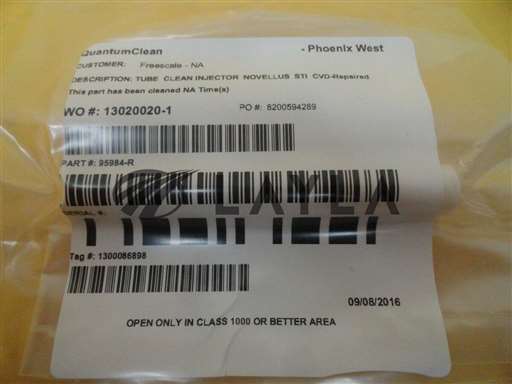 QuantumClean - Phoenix West
CUSTOMER: Freescale - NA
DESCRIPTION: TUBE CLEAN INJECTOR NOVELLUS STI CVD-Repaired
This part has been cleaned NA Time(s)
WO #: 13020020-1 PO #: 8200594289
PART #: 95984-R
SERIAL #:
LAYLA
Tag #: 1300086898
09/08/2016
OPEN ONLY IN CLASS 1000 OR BETTER AREA